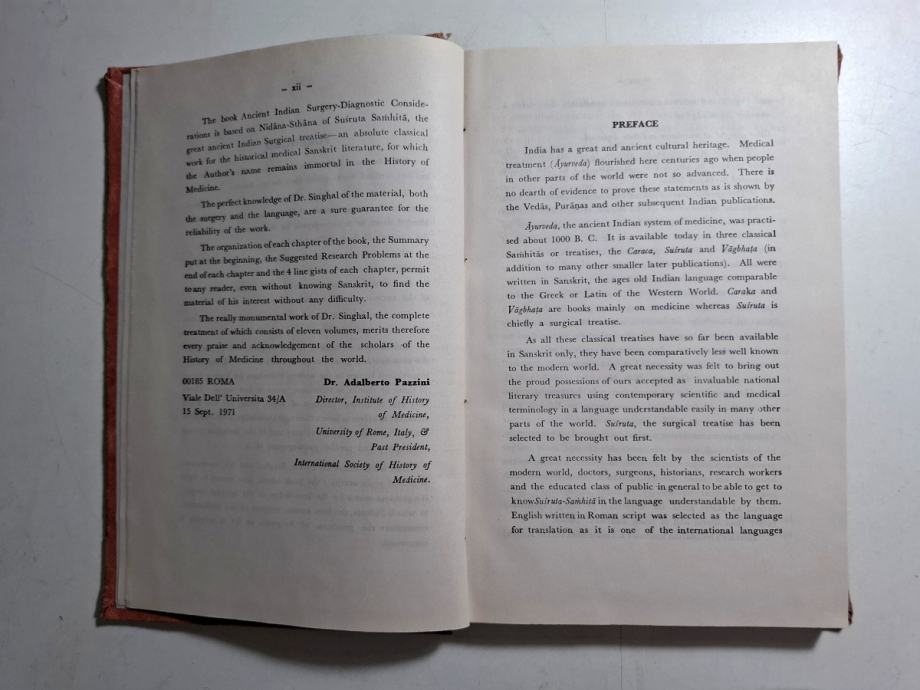 – xii –
The book Ancient Indian Surgery-Diagnostic Conside-
rations is based on Nidāna-Sthāna of Suśruta Saṁhitā, the
great ancient Indian Surgical treatise—an absolute classical
work for the historical medical Sanskrit literature, for which
the Author's name remains immortal in the History of
Medicine.
The perfect knowledge of Dr. Singhal of the material, both
the surgery and the language, are a sure guarantee for the
reliability of the work.
The organization of each chapter of the book, the Summary
put at the beginning, the Suggested Research Problems at the
end of each chapter and the 4 line gists of each chapter, permit
to any reader, even without knowing Sanskrit, to find the
material of his interest without any difficulty.
The really monumental work of Dr. Singhal, the complete
treatment of which consists of eleven volumes, merits therefore
every praise and acknowledgement of the scholars of the
History of Medicine throughout the world.
00185 ROMA
Viale Dell' Universita 34/A
15 Sept. 1971
Dr. Adalberto Pazzini
Director, Institute of History
of Medicine,
University of Rome, Italy, &
Past President,
International Society of History of
Medicine.
PREFACE
India has a great and ancient cultural heritage. Medical
treatment (Āyurveda) flourished here centuries ago when people
in other parts of the world were not so advanced. There is
no dearth of evidence to prove these statements as is shown by
the Vedās, Purāṇas and other subsequent Indian publications.
Āyurveda, the ancient Indian system of medicine, was practi-
sed about 1000 B. C. It is available today in three classical
Saṁhitās or treatises, the Caraca, Suśruta and Vāgbhaṭa (in
addition to many other smaller later publications). All were
written in Sanskrit, the ages old Indian language comparable
to the Greek or Latin of the Western World. Caraka and
Vāgbhaṭa are books mainly on medicine whereas Suśruta is
chiefly a surgical treatise.
As all these classical treatises have so far been available
in Sanskrit only, they have been comparatively less well known
to the modern world. A great necessity was felt to bring out
the proud possessions of ours accepted as invaluable national
literary treasures using contemporary scientific and medical
terminology in a language understandable easily in many other
parts of the world. Suśruta, the surgical treatise has been
selected to be brought out first.
A great necessity has been felt by the scientists of the
modern world, doctors, surgeons, historians, research workers
and the educated class of public in general to be able to get to
know Suśruta-Saṁhitā in the language understandable by them.
English written in Roman script was selected as the language
for translation as it is one of the international languages